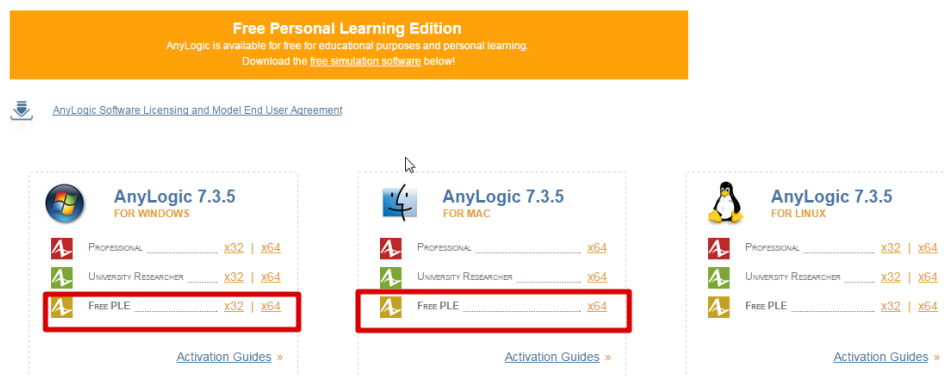 Free Personal Learning Edition
AnyLogic is available for free for educational purposes and personal learning.
Download the free simulation software below!
AnyLogic Software Licensing and Model End User Agreement
AnyLogic 7.3.5
FOR WINDOWS
PROFESSIONAL x32 | x64
UNIVERSITY RESEARCHER x32 | x64
FREE PLE x32 | x64
Activation Guides »
AnyLogic 7.3.5
FOR MAC
PROFESSIONAL x64
UNIVERSITY RESEARCHER x64
FREE PLE x64
Activation Guides »
AnyLogic 7.3.5
FOR LINUX
PROFESSIONAL x32 | x64
UNIVERSITY RESEARCHER x32 | x64
FREE PLE x32 | x64
Activation Guides »